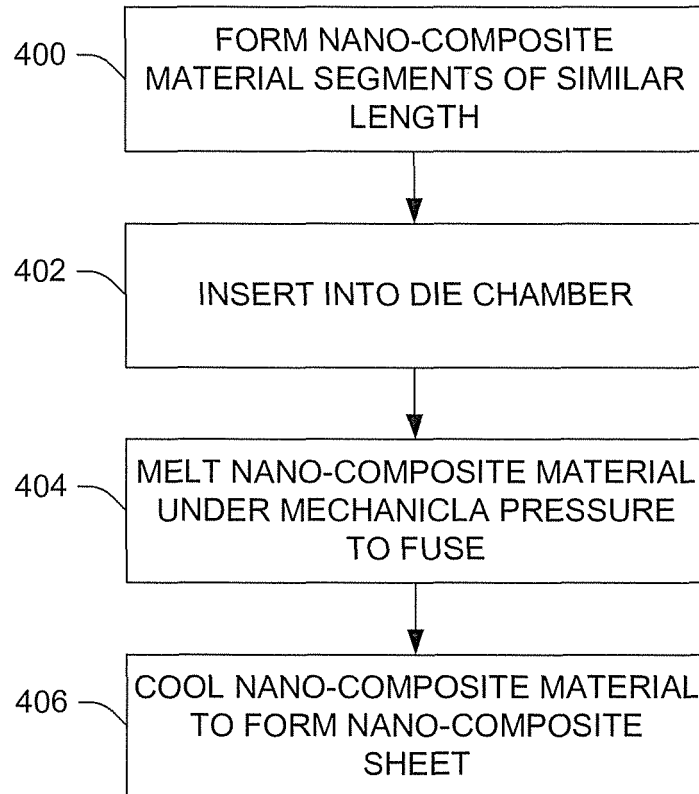 400
FORM NANO-COMPOSITE
MATERIAL SEGMENTS OF SIMILAR
LENGTH
402
INSERT INTO DIE CHAMBER
404
MELT NANO-COMPOSITE MATERIAL
UNDER MECHANICLA PRESSURE
TO FUSE
406
COOL NANO-COMPOSITE MATERIAL
TO FORM NANO-COMPOSITE
SHEET